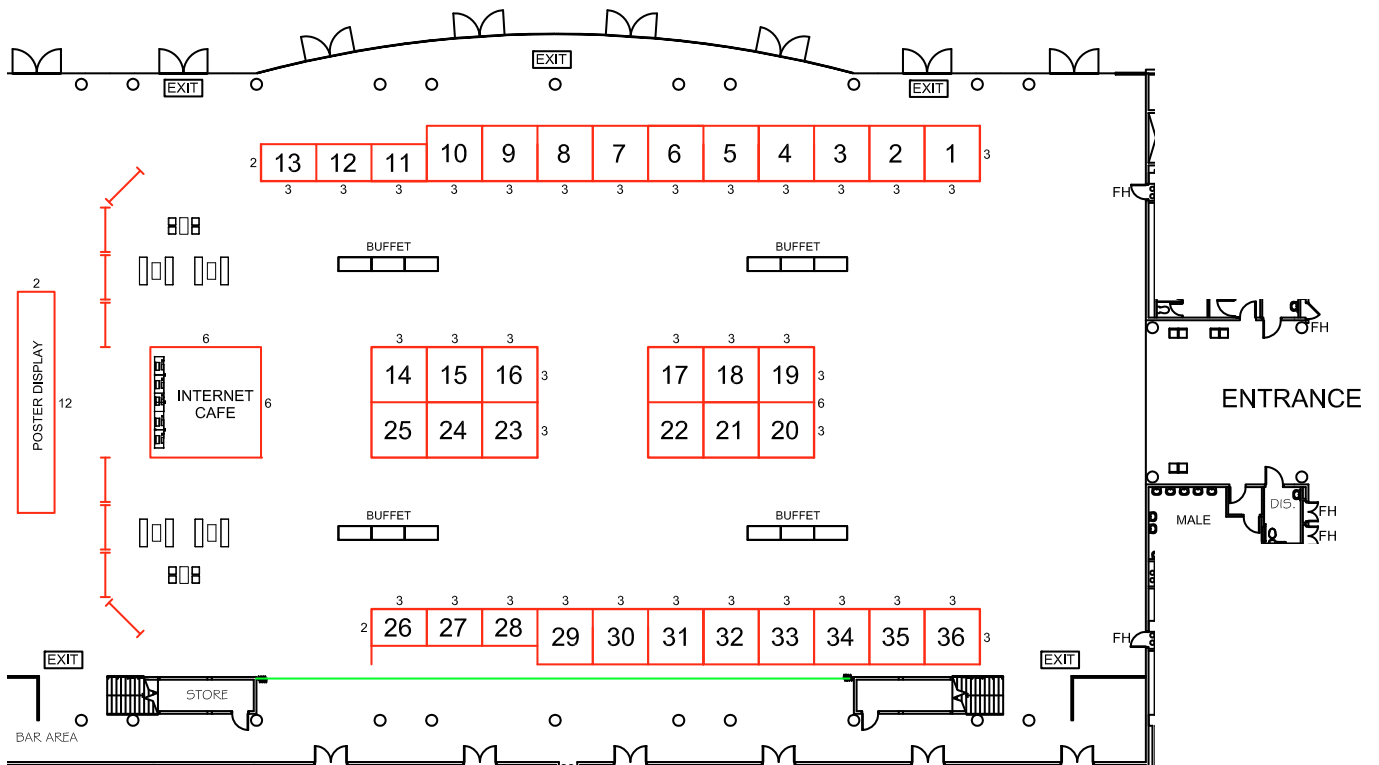 EXIT
EXIT
EXIT
2 13 12 11 10 9 8 7 6 5 4 3 2 1 3
3 3 3 3 3 3 3 3 3 3 3 3 3
FH
BUFFET
BUFFET
2
FH
6
3 3 3
3 3 3
POSTER DISPLAY
12
INTERNET
CAFE
6
14 15 16 3
17 18 19 3
6
25 24 23 3
22 21 20 3
ENTRANCE
BUFFET
BUFFET
MALE
DIS.
FH
FH
3 3 3 3 3 3 3 3 3 3 3
2 26 27 28 29 30 31 32 33 34 35 36 3
FH
EXIT
EXIT
STORE
BAR AREA